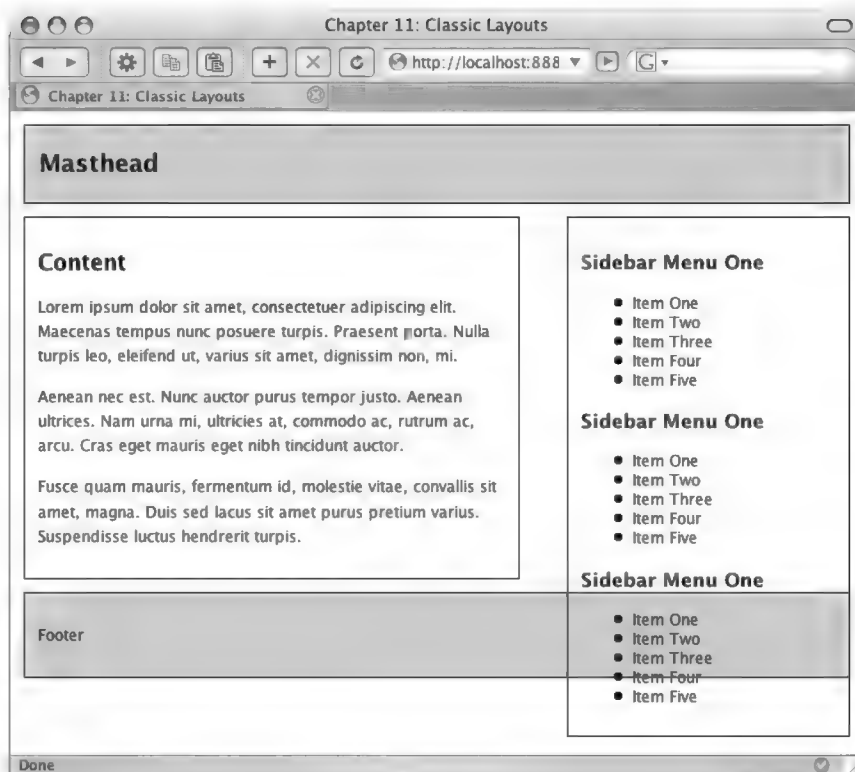 Chapter 11: Classic Layouts
http://localhost:888
G
Chapter 11: Classic Layouts
Masthead
Content
Lorem ipsum dolor sit amet, consectetuer adipiscing elit.
Maecenas tempus nunc posuere turpis. Praesent porta. Nulla
turpis leo, eleifend ut, varius sit amet, dignissim non, mi.
Aenean nec est. Nunc auctor purus tempor justo. Aenean
ultrices. Nam urna mi, ultricies at, commodo ac, rutrum ac,
arcu. Cras eget mauris eget nibh tincidunt auctor.
Fusce quam mauris, fermentum id, molestie vitae, convallis sit
amet, magna. Duis sed lacus sit amet purus pretium varius.
Suspendisse luctus hendrerit turpis.
Sidebar Menu One
Item One
Item Two
Item Three
Item Four
Item Five
Sidebar Menu One
Item One
Item Two
Item Three
Item Four
Item Five
Sidebar Menu One
Item One
Item Two
Item Three
Item Four
Item Five
Footer
Done